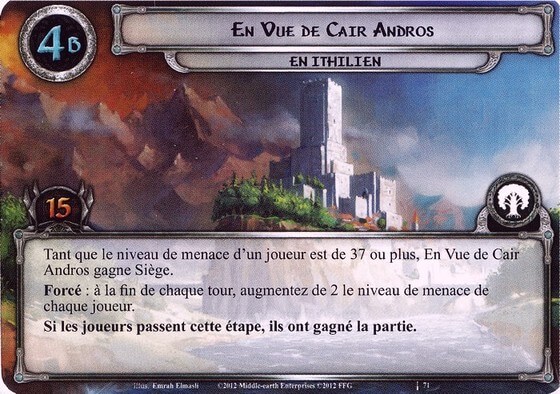 4B
En Vue de Cair Andros
en Ithilien
15
Tant que le niveau de menace d'un joueur est de 37 ou plus, En Vue de Cair
Andros gagne Siège.
Forcé : à la fin de chaque tour, augmentez de 2 le niveau de menace de
chaque joueur.
Si les joueurs passent cette étape, ils ont gagné la partie.
Illus. Emrah Elmasli ©2012 Middle-earth Enterprises ©2012 FFG 71